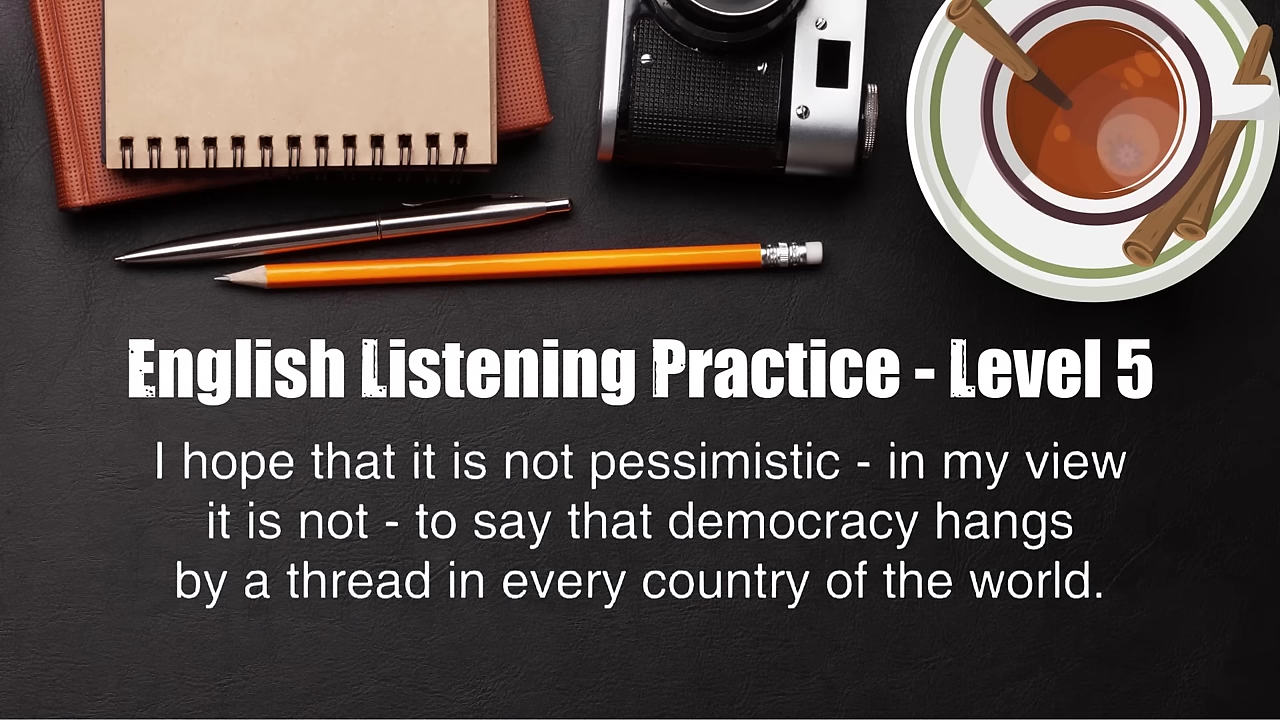 English Listening Practice - Level 5
I hope that it is not pessimistic - in my view
it is not - to say that democracy hangs
by a thread in every country of the world.